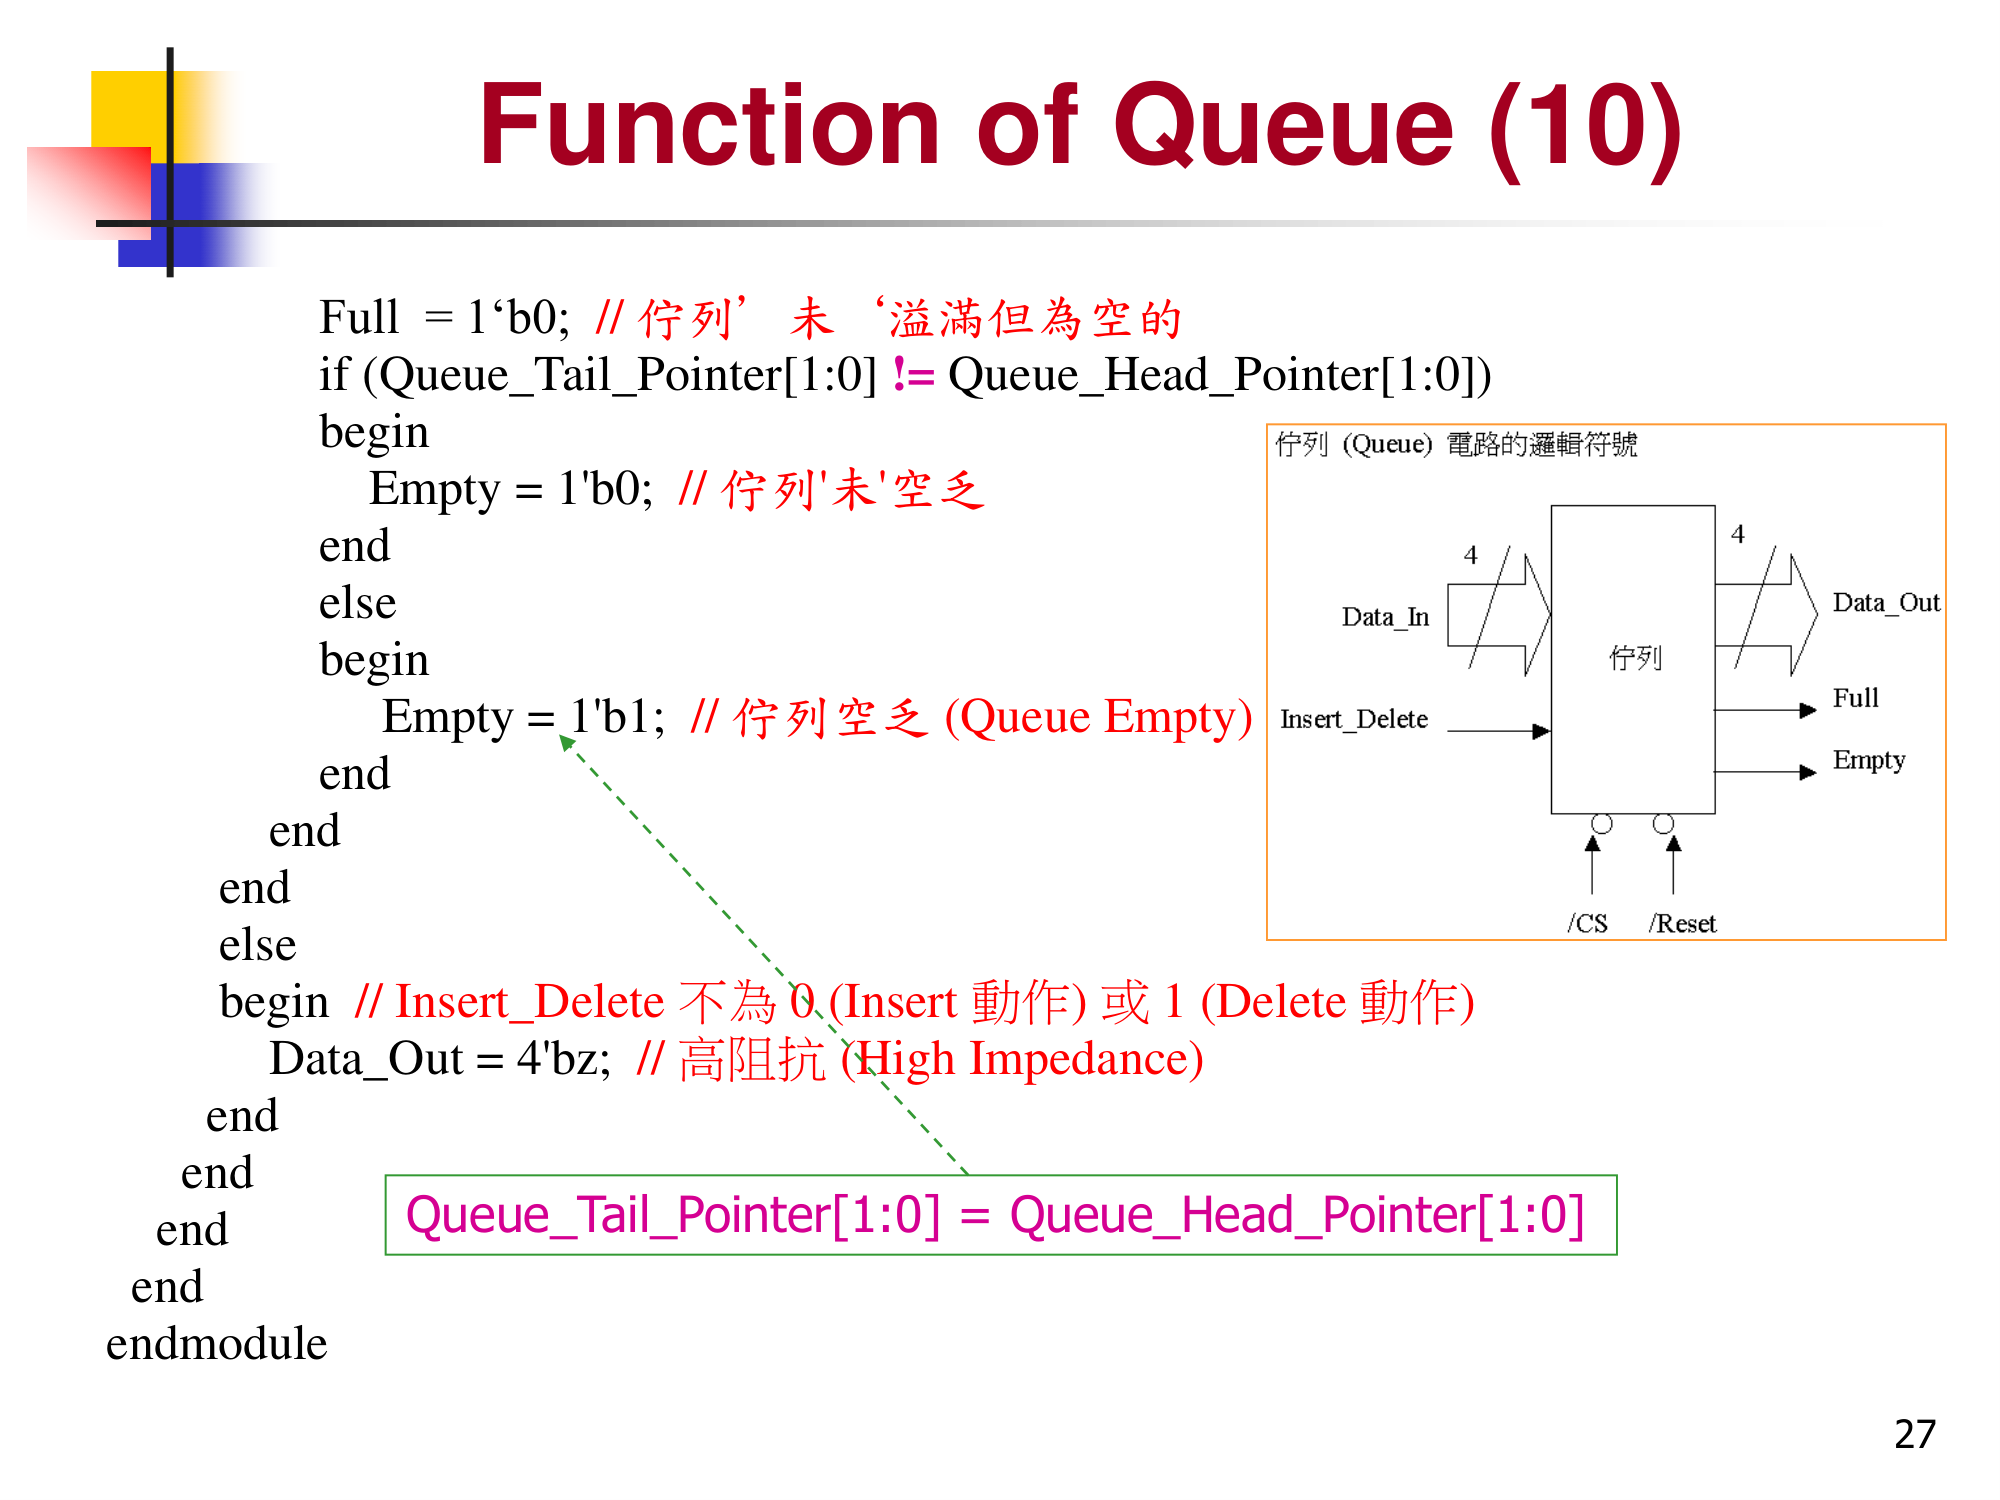 Function of Queue (10)
Full  = 1‘b0;  // 佇列’未‘溢滿但為空的
if (Queue_Tail_Pointer[1:0] != Queue_Head_Pointer[1:0])
begin
Empty = 1'b0;  // 佇列'未'空乏
end
else
begin
Empty = 1'b1;  // 佇列空乏 (Queue Empty)
end
end
end
else
begin  // Insert_Delete 不為 0 (Insert 動作) 或 1 (Delete 動作)
Data_Out = 4'bz;  // 高阻抗 (High Impedance)
end
end
end
end
endmodule
佇列 (Queue) 電路的邏輯符號
4
4
Data_In
Data_Out
佇列
Full
Insert_Delete
Empty
/CS
/Reset
Queue_Tail_Pointer[1:0] = Queue_Head_Pointer[1:0]
27